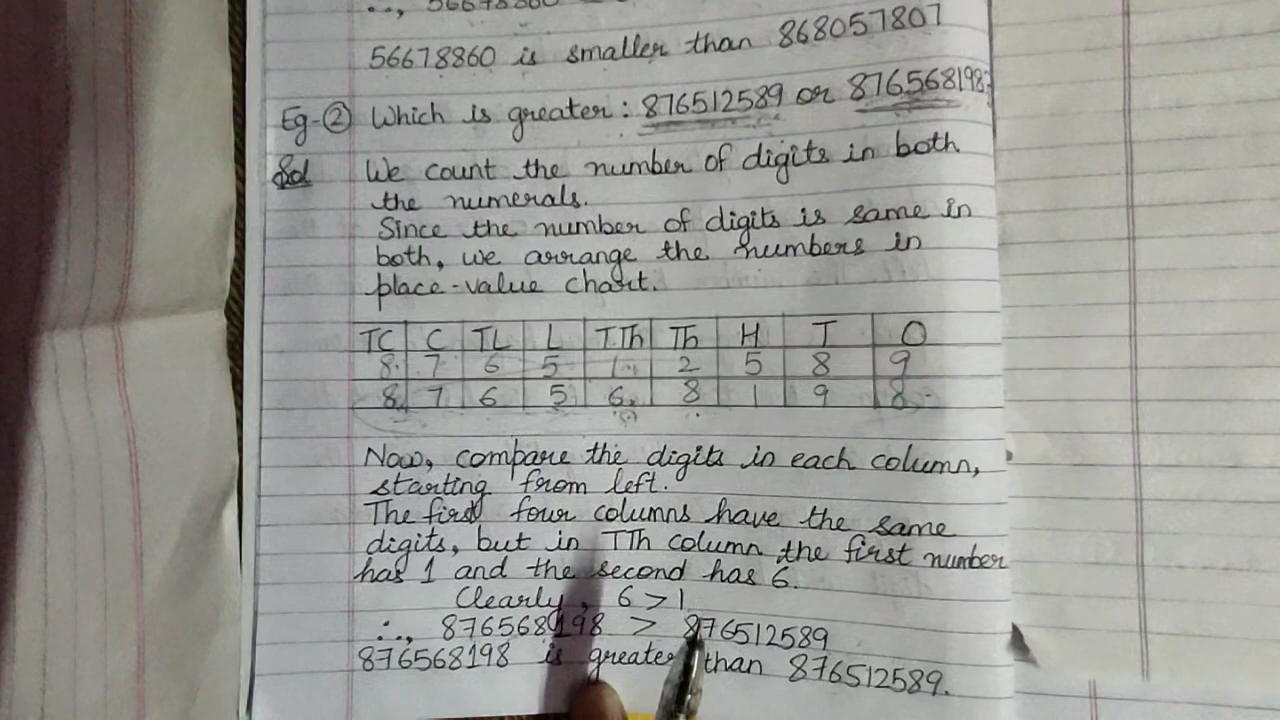 56678860 is smaller than 868057807
Eg-② Which is greater: 876512589 or 876568198?
Sol We count the number of digits in both
the numerals.
Since the number of digits is same in
both, we arrange the numbers in
place-value chart.
TC C TL L T.Th Th H T O
8 7 6 5 1 2 5 8 9
8 7 6 5 6 8 1 9 8
Now, compare the digits in each column,
starting from left.
The first four columns have the same
digits, but in TTh column the first number
has 1 and the second has 6.
Clearly, 6 > 1
∴, 876568198 > 876512589
876568198 is greater than 876512589.